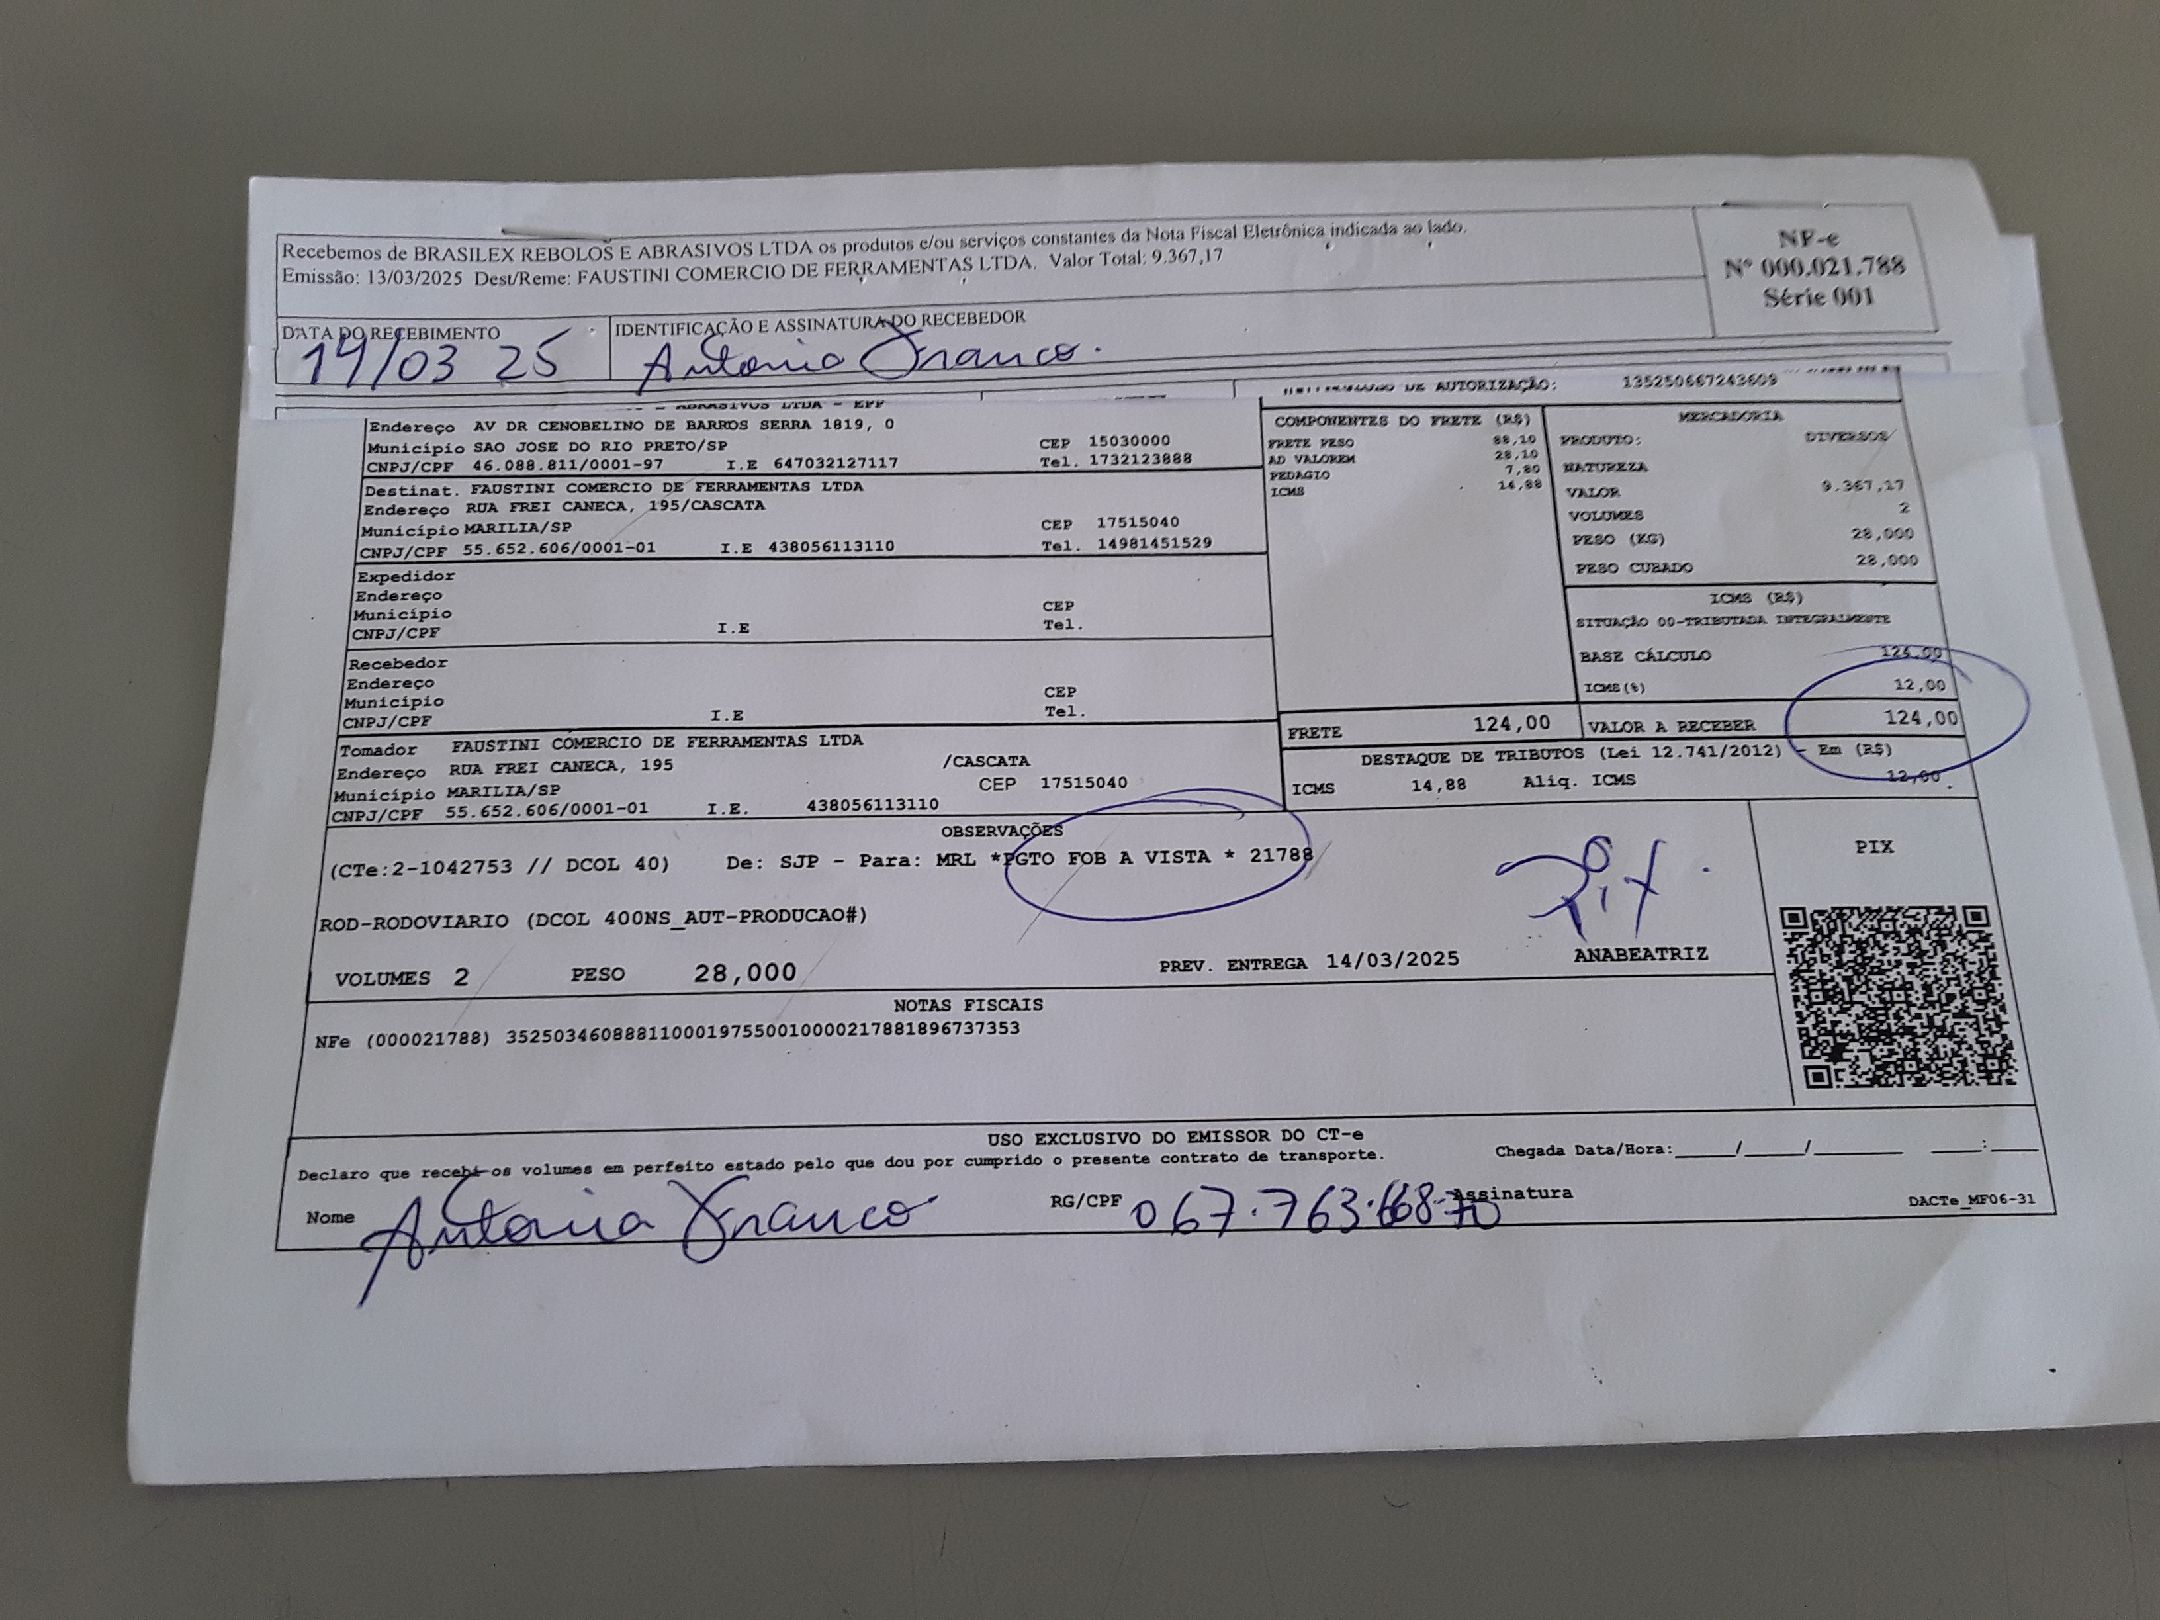 Recebemos de BRASILEX REBOLOS E ABRASIVOS LTDA os produtos e/ou serviços constantes da Nota Fiscal Eletrônica indicada ao lado.
Emissão: 13/03/2025 Dest/Reme: FAUSTINI COMERCIO DE FERRAMENTAS LTDA. Valor Total: 9.367,17
NF-e
Nº 000.021.788
Série 001
DATA DO RECEBIMENTO
14/03 25
IDENTIFICAÇÃO E ASSINATURA DO RECEBEDOR
Antonio Franco.
DE AUTORIZAÇÃO: 135250667243609
ABRASIVOS LTDA - EPP
Endereço AV DR CENOBELINO DE BARROS SERRA 1819, 0
Município SAO JOSE DO RIO PRETO/SP CEP 15030000
CNPJ/CPF 46.088.811/0001-97 I.E 647032127117 Tel. 1732123888
Destinat. FAUSTINI COMERCIO DE FERRAMENTAS LTDA
Endereço RUA FREI CANECA, 195/CASCATA
Município MARILIA/SP CEP 17515040
CNPJ/CPF 55.652.606/0001-01 I.E 438056113110 Tel. 14981451529
Expedidor
Endereço
Município CEP
CNPJ/CPF I.E Tel.
Recebedor
Endereço
Município CEP
CNPJ/CPF I.E Tel.
Tomador FAUSTINI COMERCIO DE FERRAMENTAS LTDA
Endereço RUA FREI CANECA, 195 /CASCATA
Município MARILIA/SP CEP 17515040
CNPJ/CPF 55.652.606/0001-01 I.E. 438056113110
COMPONENTES DO FRETE (R$)
FRETE PESO 88,10
AD VALOREM 28,10
PEDAGIO 7,80
ICMS 14,88
MERCADORIA
PRODUTO: DIVERSOS/
NATUREZA
VALOR 9.367,17
VOLUMES 2
PESO (KG) 28,000
PESO CUBADO 28,000
ICMS (R$)
SITUAÇÃO 00-TRIBUTADA INTEGRALMENTE
BASE CÁLCULO 124,00
ICMS(%) 12,00
FRETE 124,00 VALOR A RECEBER 124,00
DESTAQUE DE TRIBUTOS (Lei 12.741/2012) - Em (R$)
ICMS 14,88 Aliq. ICMS 12,00
OBSERVAÇÕES
(CTe:2-1042753 // DCOL 40) De: SJP - Para: MRL *PGTO FOB A VISTA * 21788
ROD-RODOVIARIO (DCOL 400NS_AUT-PRODUCAO#)
Pix
VOLUMES 2 PESO 28,000 PREV. ENTREGA 14/03/2025 ANABEATRIZ
PIX
NOTAS FISCAIS
NFe (000021788) 35250346088811000197550010000217881896737353
USO EXCLUSIVO DO EMISSOR DO CT-e
Declaro que recebi os volumes em perfeito estado pelo que dou por cumprido o presente contrato de transporte. Chegada Data/Hora:_____/_____/_______ ____:____
Nome Antonio Franco RG/CPF 067.763.668-70 Assinatura
DACTe_MF06-31